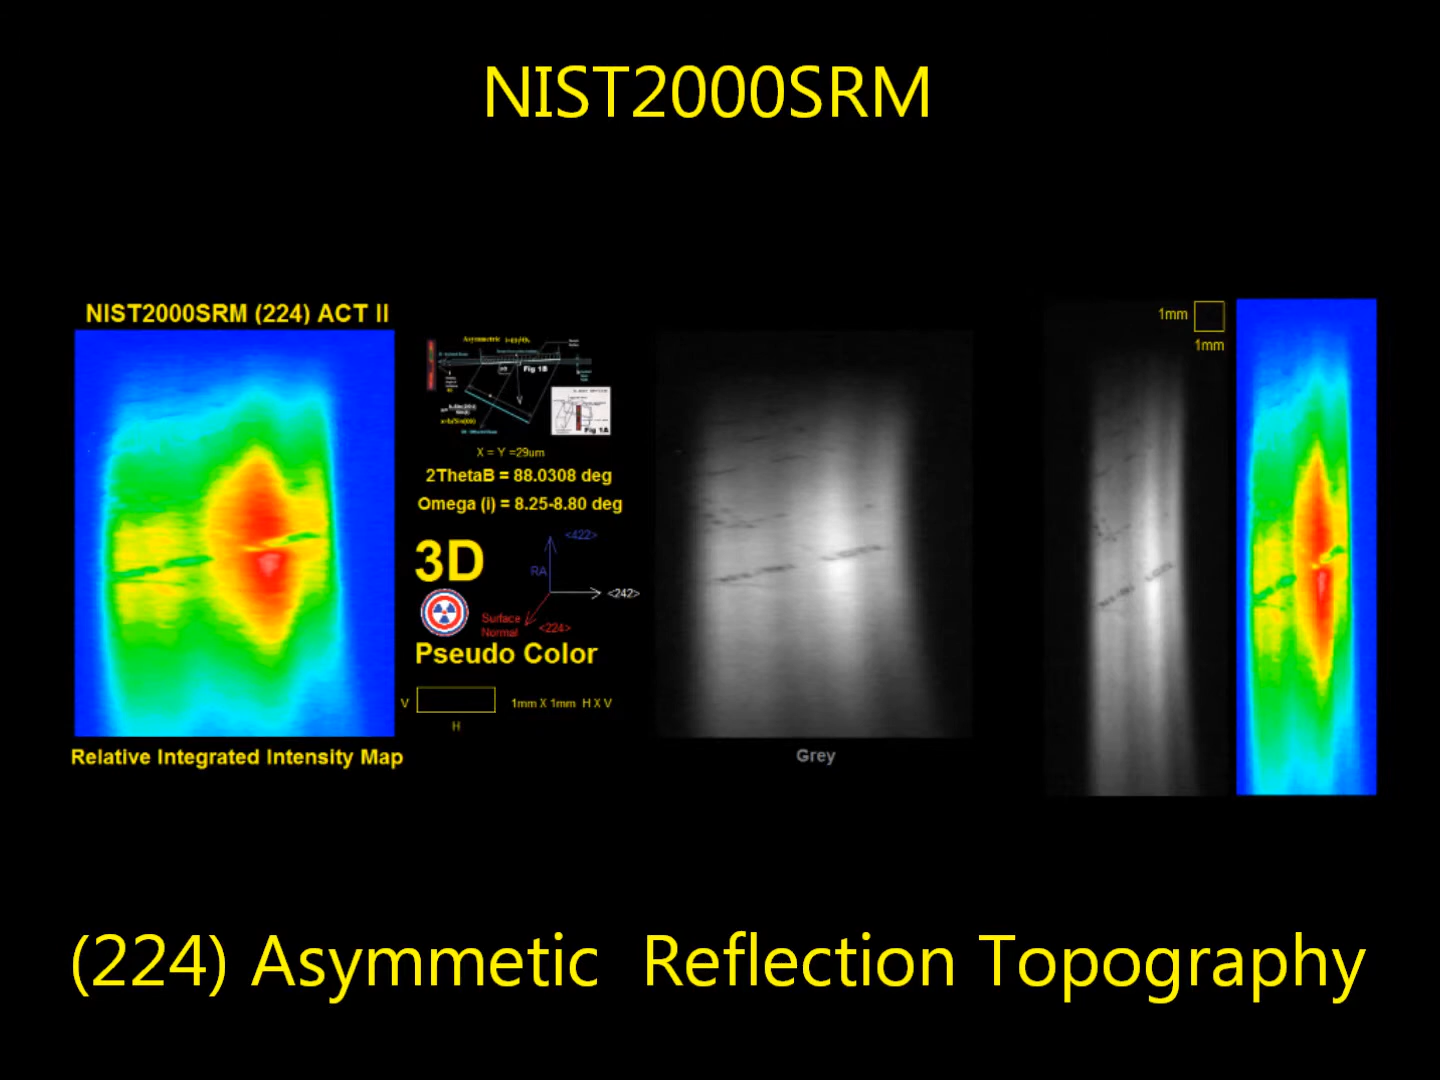 NIST2000SRM
NIST2000SRM (224) ACT II
Asymmetric
Fig 1B
Fig 1A
X = Y =29um
2ThetaB = 88.0308 deg
Omega (i) = 8.25-8.80 deg
3D
<422>
RA
<242>
Surface
Normal
<224>
Pseudo Color
V
1mm X 1mm H X V
H
Relative Integrated Intensity Map
Grey
1mm
1mm
(224) Asymmetic Reflection Topography